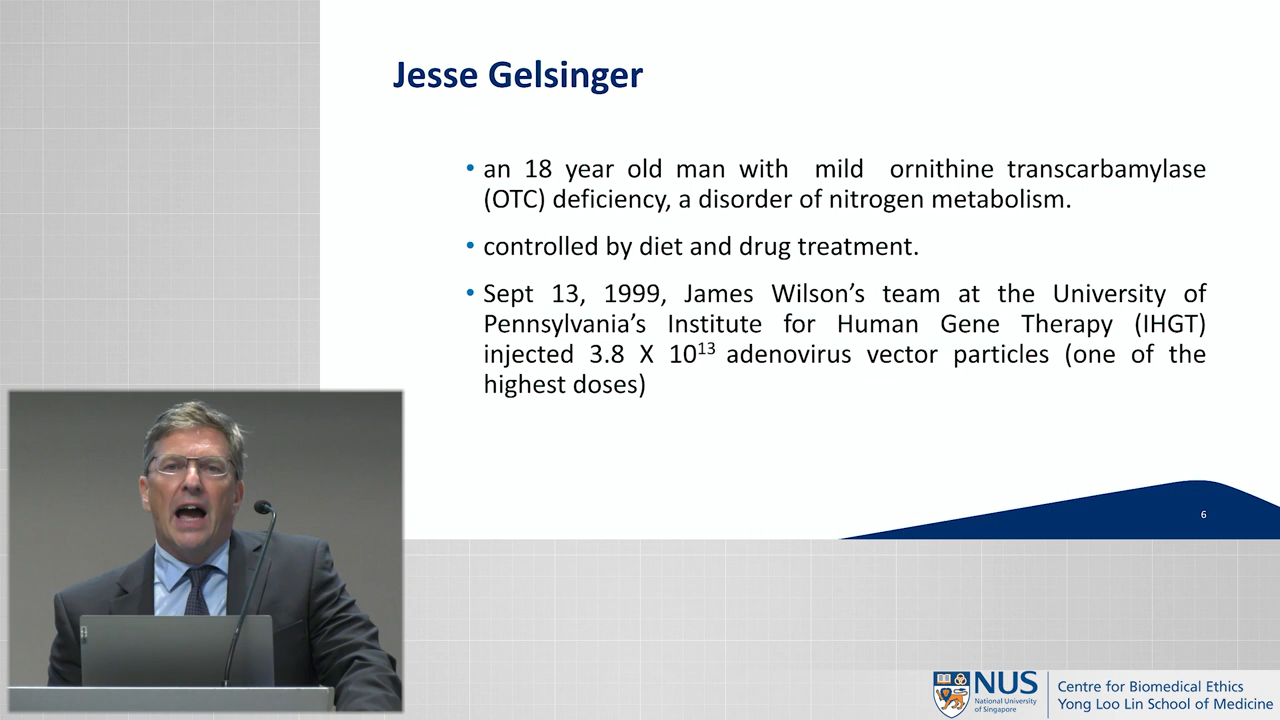 Jesse Gelsinger
• an 18 year old man with mild ornithine transcarbamylase
(OTC) deficiency, a disorder of nitrogen metabolism.
• controlled by diet and drug treatment.
• Sept 13, 1999, James Wilson’s team at the University of
Pennsylvania’s Institute for Human Gene Therapy (IHGT)
injected 3.8 X 10¹³ adenovirus vector particles (one of the
highest doses)
6
NUS
National University
of Singapore
Centre for Biomedical Ethics
Yong Loo Lin School of Medicine